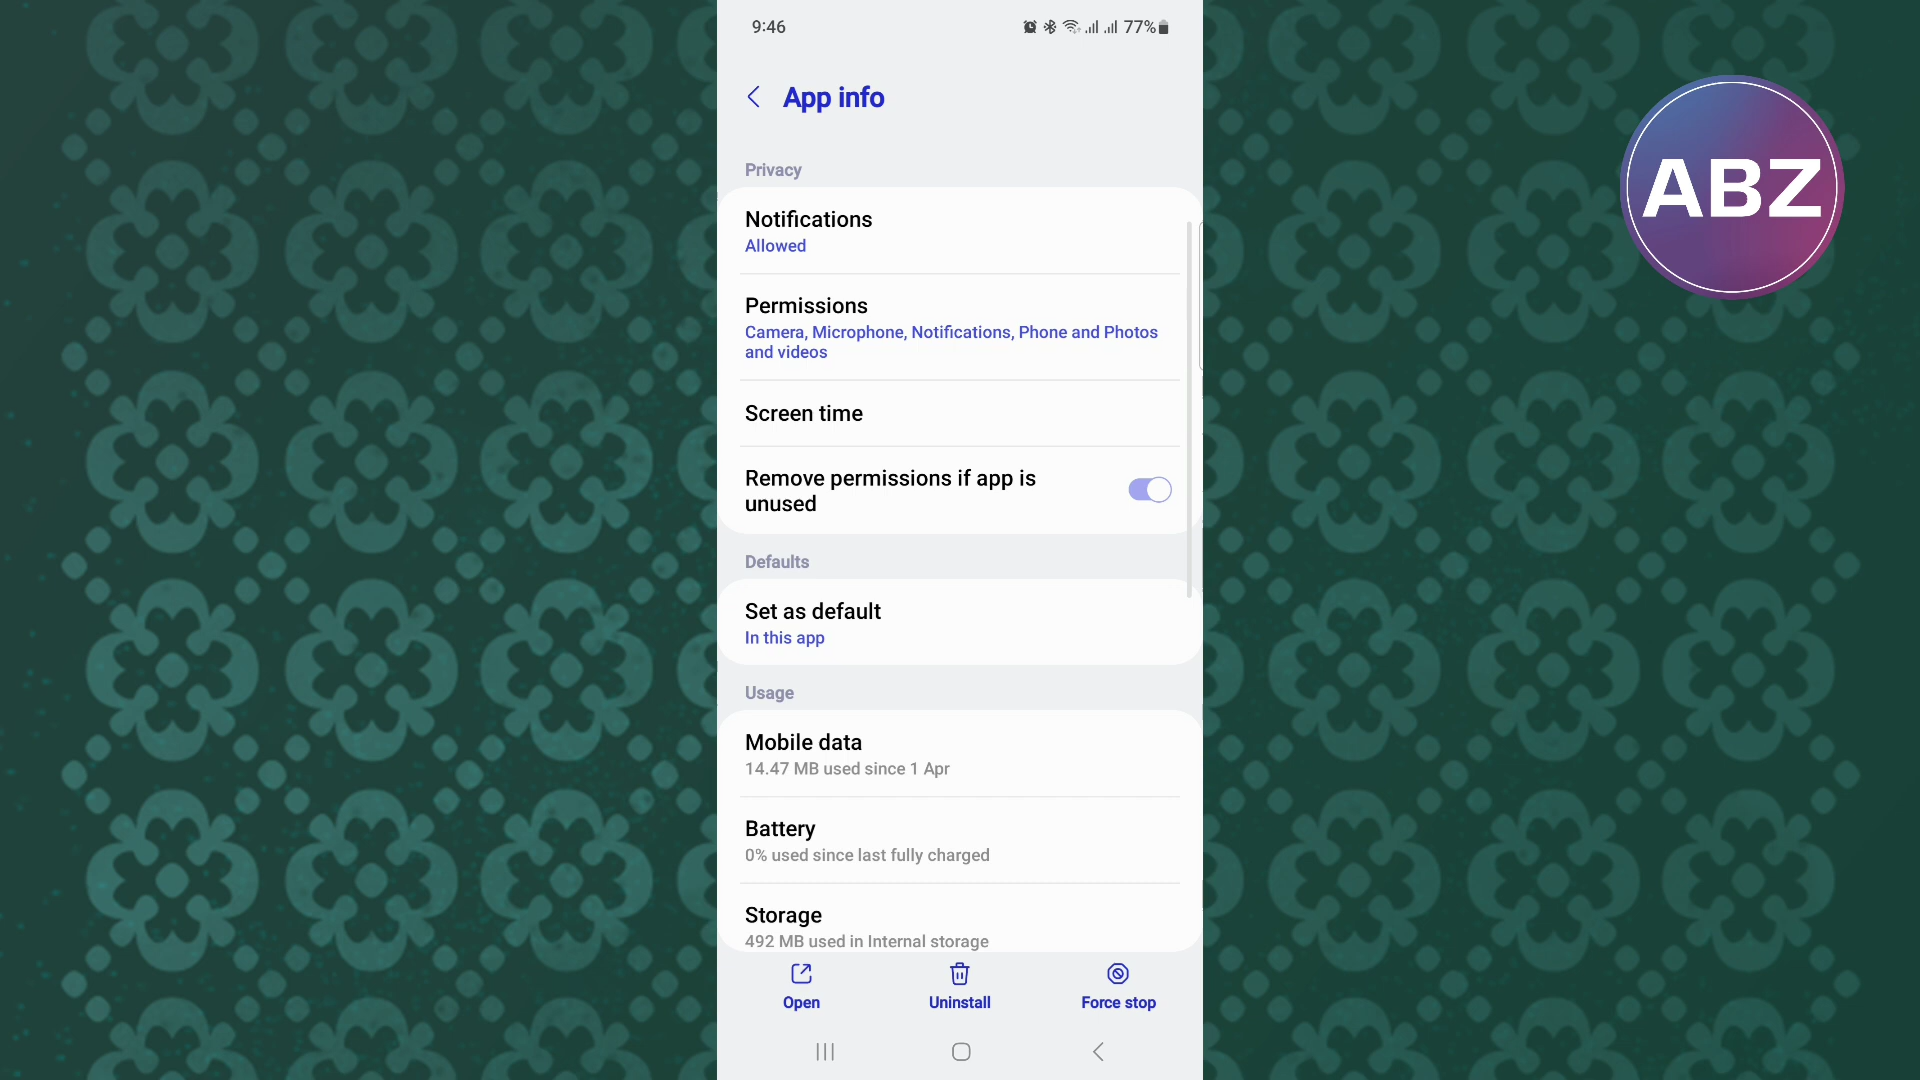 9:46
77%
App info
Privacy
Notifications
Allowed
Permissions
Camera, Microphone, Notifications, Phone and Photos
and videos
Screen time
Remove permissions if app is
unused
Defaults
Set as default
In this app
Usage
Mobile data
14.47 MB used since 1 Apr
Battery
0% used since last fully charged
Storage
492 MB used in Internal storage
Open
Uninstall
Force stop
ABZ